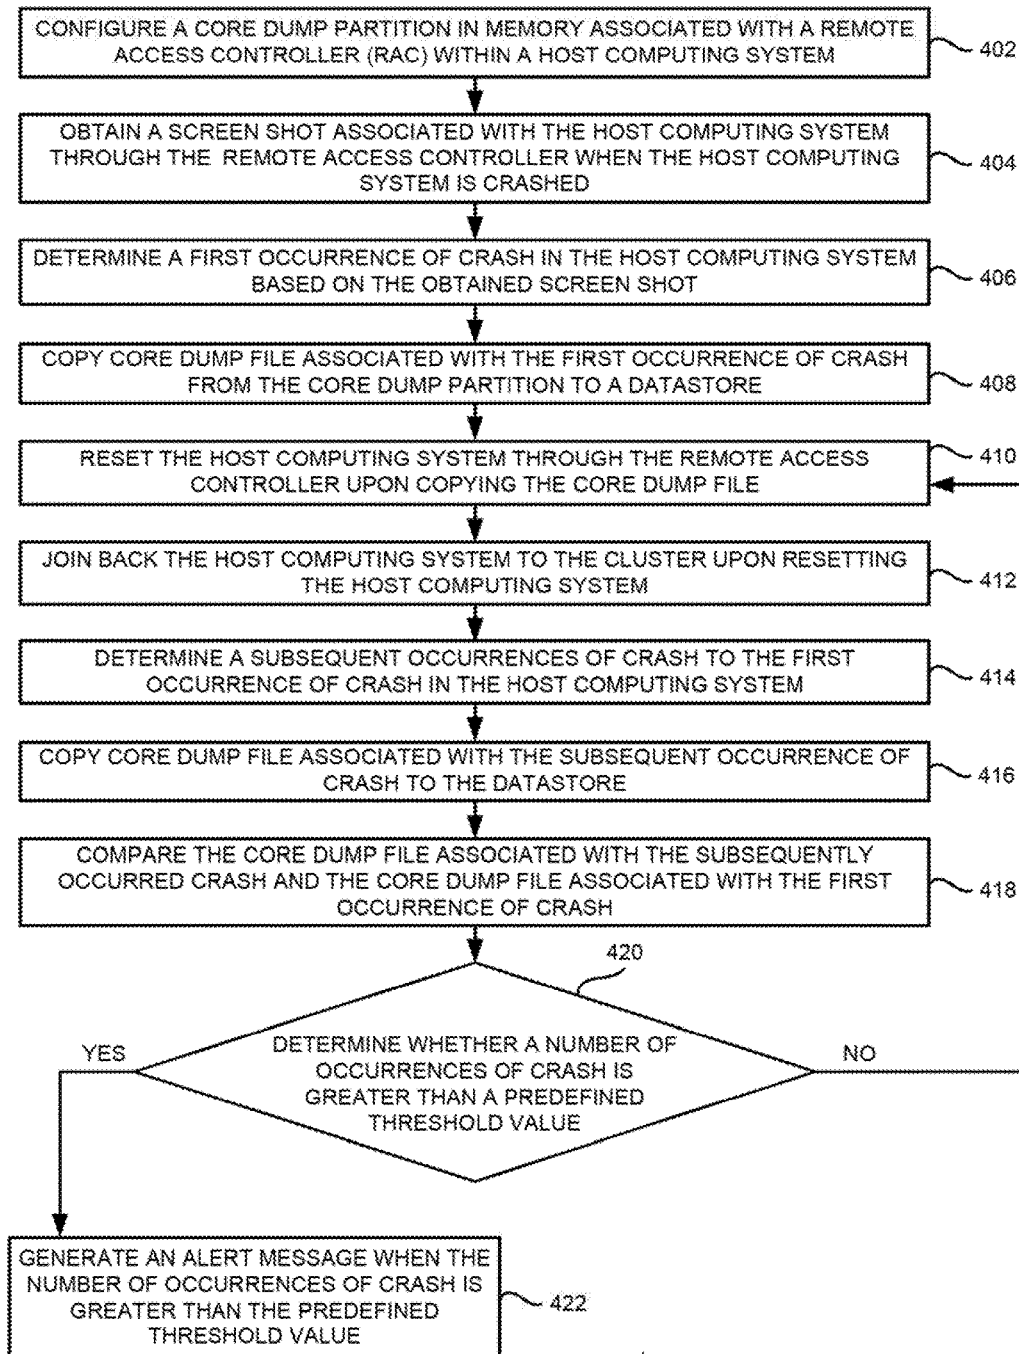 CONFIGURE A CORE DUMP PARTITION IN MEMORY ASSOCIATED WITH A REMOTE
ACCESS CONTROLLER (RAC) WITHIN A HOST COMPUTING SYSTEM
402
OBTAIN A SCREEN SHOT ASSOCIATED WITH THE HOST COMPUTING SYSTEM
THROUGH THE REMOTE ACCESS CONTROLLER WHEN THE HOST COMPUTING
SYSTEM IS CRASHED
404
DETERMINE A FIRST OCCURRENCE OF CRASH IN THE HOST COMPUTING SYSTEM
BASED ON THE OBTAINED SCREEN SHOT
406
COPY CORE DUMP FILE ASSOCIATED WITH THE FIRST OCCURRENCE OF CRASH
FROM THE CORE DUMP PARTITION TO A DATASTORE
408
RESET THE HOST COMPUTING SYSTEM THROUGH THE REMOTE ACCESS
CONTROLLER UPON COPYING THE CORE DUMP FILE
410
JOIN BACK THE HOST COMPUTING SYSTEM TO THE CLUSTER UPON RESETTING
THE HOST COMPUTING SYSTEM
412
DETERMINE A SUBSEQUENT OCCURRENCES OF CRASH TO THE FIRST
OCCURRENCE OF CRASH IN THE HOST COMPUTING SYSTEM
414
COPY CORE DUMP FILE ASSOCIATED WITH THE SUBSEQUENT OCCURRENCE OF
CRASH TO THE DATASTORE
416
COMPARE THE CORE DUMP FILE ASSOCIATED WITH THE SUBSEQUENTLY
OCCURRED CRASH AND THE CORE DUMP FILE ASSOCIATED WITH THE FIRST
OCCURRENCE OF CRASH
418
420
DETERMINE WHETHER A NUMBER OF
OCCURRENCES OF CRASH IS
GREATER THAN A PREDEFINED
THRESHOLD VALUE
YES
NO
GENERATE AN ALERT MESSAGE WHEN THE
NUMBER OF OCCURRENCES OF CRASH IS
GREATER THAN THE PREDEFINED
THRESHOLD VALUE
422